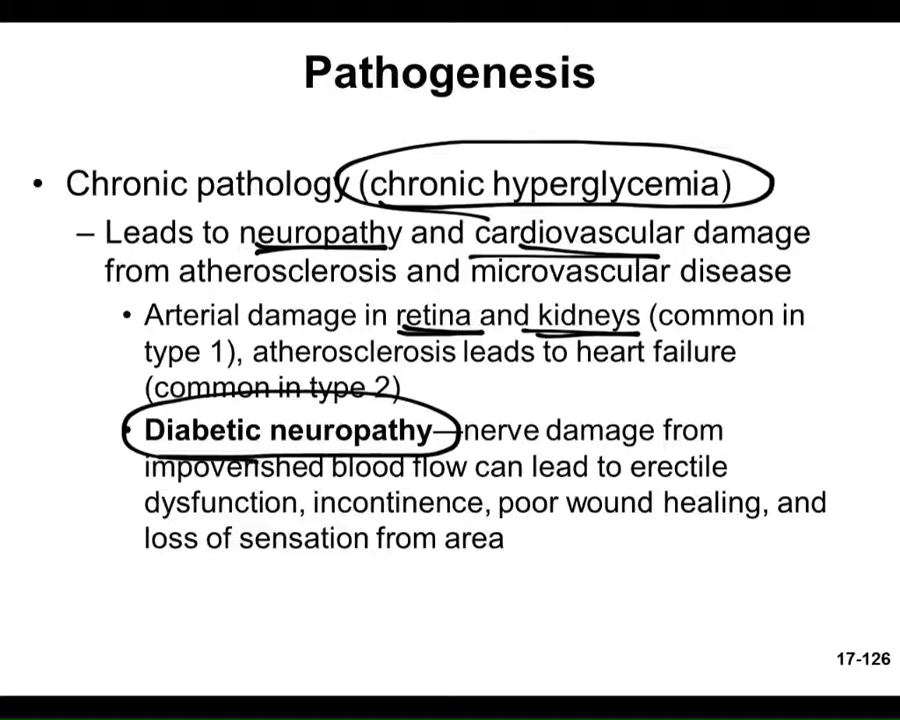 Pathogenesis
• Chronic pathology (chronic hyperglycemia)
– Leads to neuropathy and cardiovascular damage
from atherosclerosis and microvascular disease
• Arterial damage in retina and kidneys (common in
type 1), atherosclerosis leads to heart failure
(common in type 2)
• Diabetic neuropathy—nerve damage from
impoverished blood flow can lead to erectile
dysfunction, incontinence, poor wound healing, and
loss of sensation from area
17-126